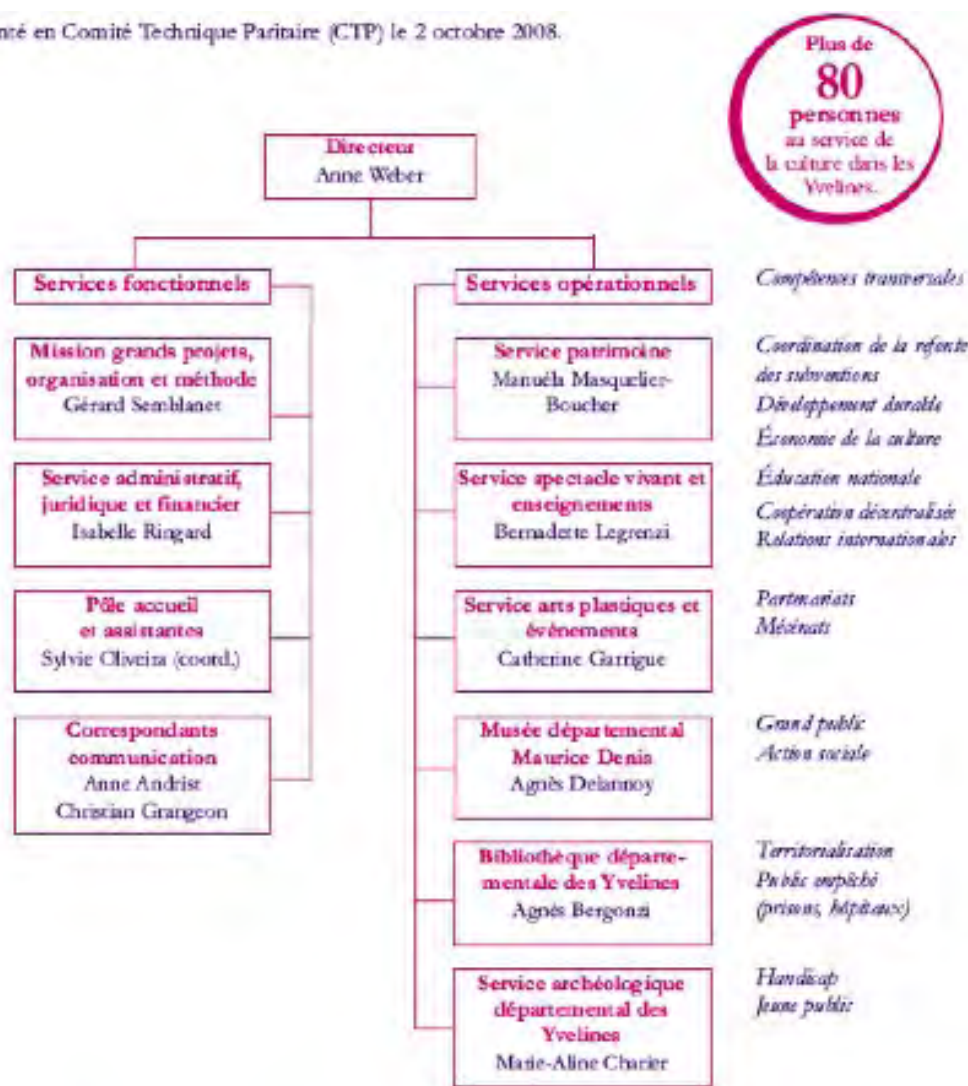 nté en Comité Technique Paritaire (CTP) le 2 octobre 2008.
Plus de
80
personnes
au service de
la culture dans les
Yvelines.
Directeur
Anne Weber
Services fonctionnels
Mission grands projets,
organisation et méthode
Gérard Semblanet
Service administratif,
juridique et financier
Isabelle Ringard
Pôle accueil
et assistantes
Sylvie Oliveira (coord.)
Correspondants
communication
Anne Andrist
Christian Grangeon
Services opérationnels
Compétences transversales
Service patrimoine
Manuéla Masquelier-
Boucher
Coordination de la refonte
des subventions
Développement durable
Économie de la culture
Service spectacle vivant et
enseignements
Bernadette Legrenzi
Éducation nationale
Coopération décentralisée
Relations internationales
Service arts plastiques et
évènements
Catherine Garrigue
Partenariats
Mécénats
Musée départemental
Maurice Denis
Agnès Delannoy
Grand public
Action sociale
Bibliothèque départe-
mentale des Yvelines
Agnès Bergonzi
Territorialisation
Public empêché
(prisons, hôpitaux)
Service archéologique
départemental des
Yvelines
Marie-Aline Charier
Handicap
Jeune public